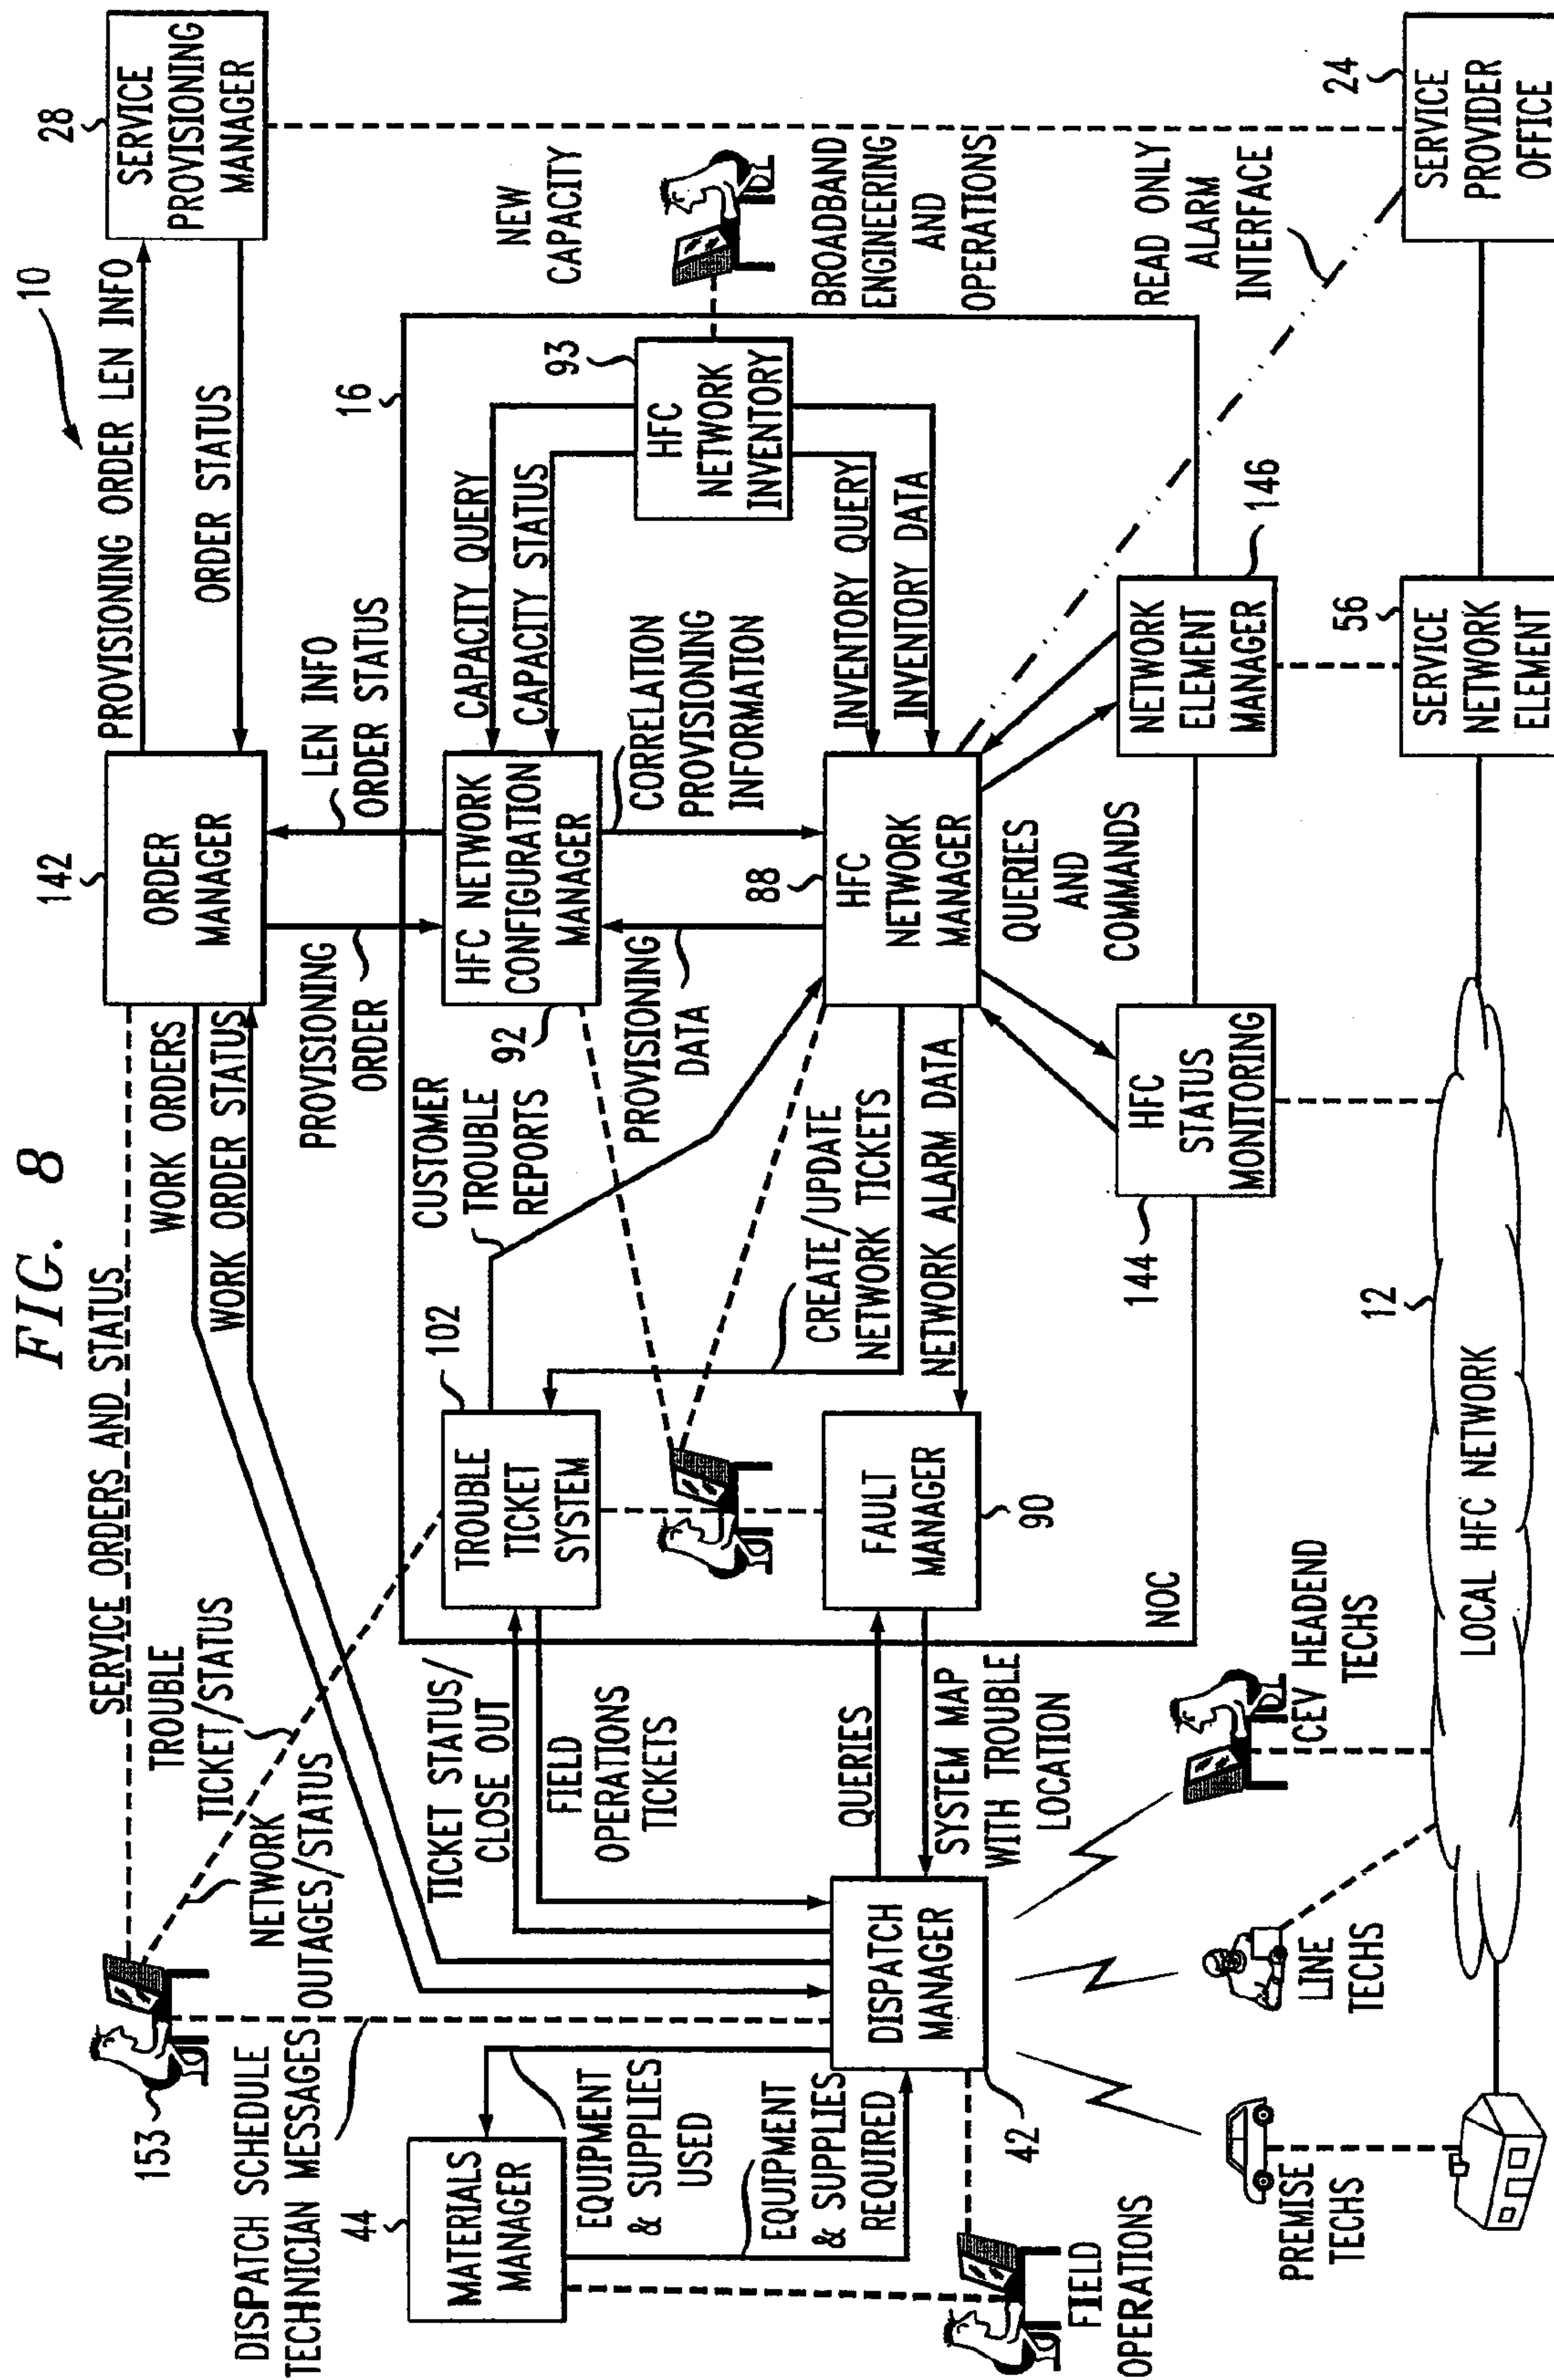 FIG. 8
10
153
SERVICE ORDERS AND STATUS
TROUBLE
TICKET/STATUS
NETWORK
OUTAGES/STATUS
DISPATCH SCHEDULE
TECHNICIAN MESSAGES
WORK ORDERS
WORK ORDER STATUS
142
ORDER
MANAGER
PROVISIONING ORDER LEN INFO
ORDER STATUS
28
SERVICE
PROVISIONING
MANAGER
PROVISIONING
ORDER
LEN INFO
ORDER STATUS
16
44
MATERIALS
MANAGER
EQUIPMENT
& SUPPLIES
USED
EQUIPMENT
& SUPPLIES
REQUIRED
TICKET STATUS/
CLOSE OUT
FIELD
OPERATIONS
TICKETS
102
TROUBLE
TICKET
SYSTEM
CUSTOMER
TROUBLE
REPORTS
92
HFC NETWORK
CONFIGURATION
MANAGER
CAPACITY QUERY
CAPACITY STATUS
93
HFC
NETWORK
INVENTORY
NEW
CAPACITY
BROADBAND
ENGINEERING
AND
OPERATIONS
PROVISIONING
DATA
CORRELATION
PROVISIONING
INFORMATION
INVENTORY QUERY
INVENTORY DATA
CREATE/UPDATE
NETWORK TICKETS
NETWORK ALARM DATA
88
HFC
NETWORK
MANAGER
READ ONLY
ALARM
INTERFACE
QUERIES
SYSTEM MAP
WITH TROUBLE
LOCATION
FAULT
MANAGER
90
DISPATCH
MANAGER
42
FIELD
OPERATIONS
QUERIES
AND
COMMANDS
NOC
144
HFC
STATUS
MONITORING
NETWORK
ELEMENT
MANAGER
146
PREMISE
TECHS
LINE
TECHS
CEV HEADEND
TECHS
12
LOCAL HFC NETWORK
56
SERVICE
NETWORK
ELEMENT
24
SERVICE
PROVIDER
OFFICE